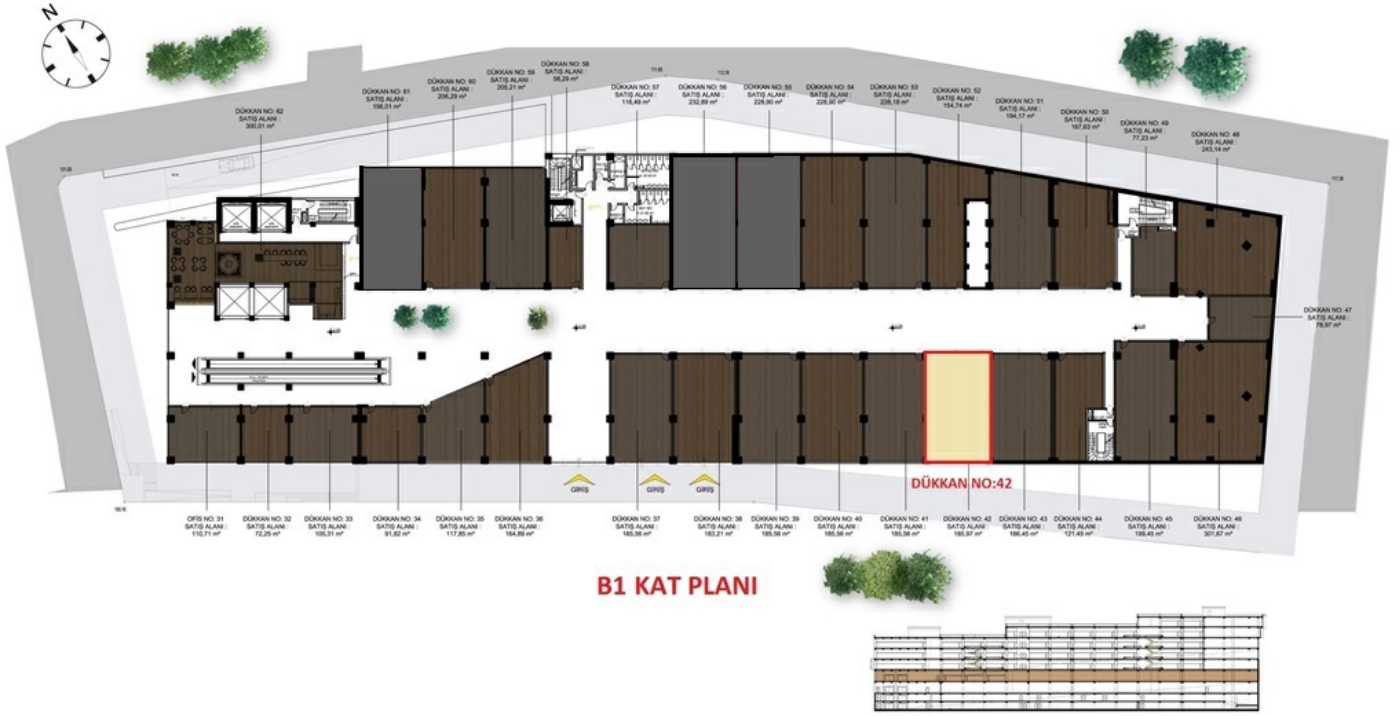 N
DÜKKAN NO: 62
SATIŞ ALANI :
300,01 m²
DÜKKAN NO: 61
SATIŞ ALANI :
198,01 m²
DÜKKAN NO: 60
SATIŞ ALANI :
206,29 m²
DÜKKAN NO: 59
SATIŞ ALANI :
205,21 m²
DÜKKAN NO: 58
SATIŞ ALANI :
58,29 m²
DÜKKAN NO: 57
SATIŞ ALANI :
116,49 m²
DÜKKAN NO: 56
SATIŞ ALANI :
232,89 m²
DÜKKAN NO: 55
SATIŞ ALANI :
228,90 m²
DÜKKAN NO: 54
SATIŞ ALANI :
228,90 m²
DÜKKAN NO: 53
SATIŞ ALANI :
228,18 m²
DÜKKAN NO: 52
SATIŞ ALANI :
154,74 m²
DÜKKAN NO: 51
SATIŞ ALANI :
194,17 m²
DÜKKAN NO: 50
SATIŞ ALANI :
167,63 m²
DÜKKAN NO: 49
SATIŞ ALANI :
77,23 m²
DÜKKAN NO: 48
SATIŞ ALANI :
243,14 m²
DÜKKAN NO: 47
SATIŞ ALANI :
78,97 m²
GİRİŞ
GİRİŞ
GİRİŞ
DÜKKAN NO:42
OFİS NO: 31
SATIŞ ALANI :
110,71 m²
DÜKKAN NO: 32
SATIŞ ALANI :
72,25 m²
DÜKKAN NO: 33
SATIŞ ALANI :
105,31 m²
DÜKKAN NO: 34
SATIŞ ALANI :
91,82 m²
DÜKKAN NO: 35
SATIŞ ALANI :
117,85 m²
DÜKKAN NO: 36
SATIŞ ALANI :
164,89 m²
DÜKKAN NO: 37
SATIŞ ALANI :
185,56 m²
DÜKKAN NO: 38
SATIŞ ALANI :
183,21 m²
DÜKKAN NO: 39
SATIŞ ALANI :
185,56 m²
DÜKKAN NO: 40
SATIŞ ALANI :
185,56 m²
DÜKKAN NO: 41
SATIŞ ALANI :
185,56 m²
DÜKKAN NO: 42
SATIŞ ALANI :
185,97 m²
DÜKKAN NO: 43
SATIŞ ALANI :
186,45 m²
DÜKKAN NO: 44
SATIŞ ALANI :
121,45 m²
DÜKKAN NO: 45
SATIŞ ALANI :
199,45 m²
DÜKKAN NO: 46
SATIŞ ALANI :
301,67 m²
B1 KAT PLANI